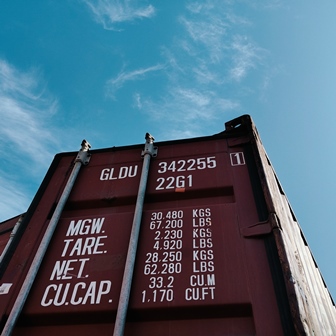 GLDU 342255 1
22G1
MGW. 30.480 KGS
67.200 LBS
TARE. 2.230 KGS
4.920 LBS
NET. 28.250 KGS
62.280 LBS
CU.CAP. 33.2 CU.M
1.170 CU.FT